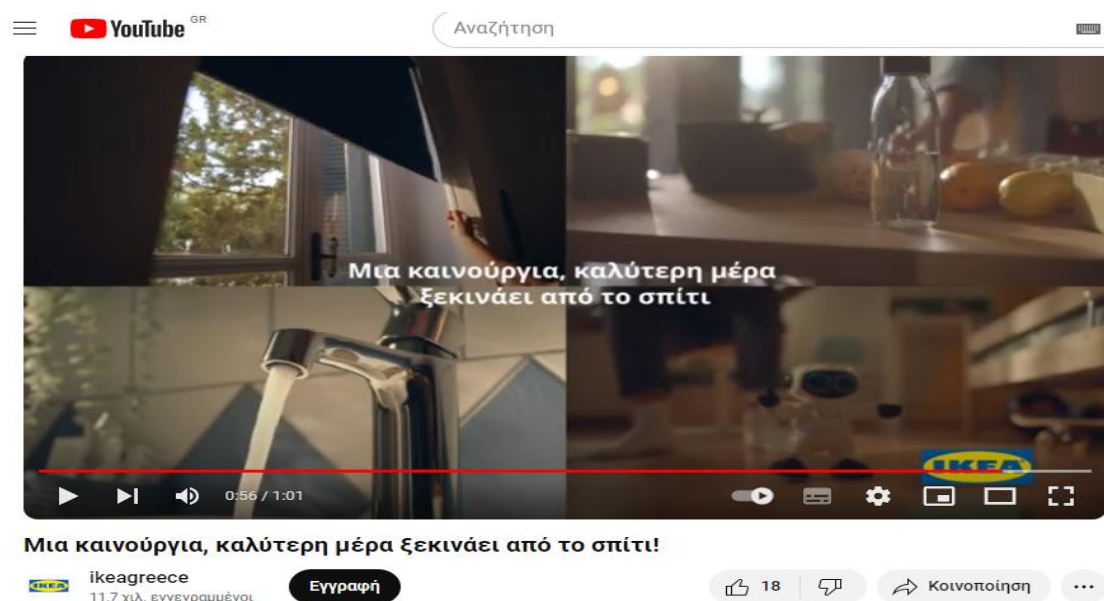 YouTube GR
Αναζήτηση
Μια καινούργια, καλύτερη μέρα
ξεκινάει από το σπίτι
IKEA
0:56 / 1:01
Μια καινούργια, καλύτερη μέρα ξεκινάει από το σπίτι!
IKEA
ikeagreece
11,7 χιλ. εγγεγραμμένοι
Εγγραφή
18
Κοινοποίηση